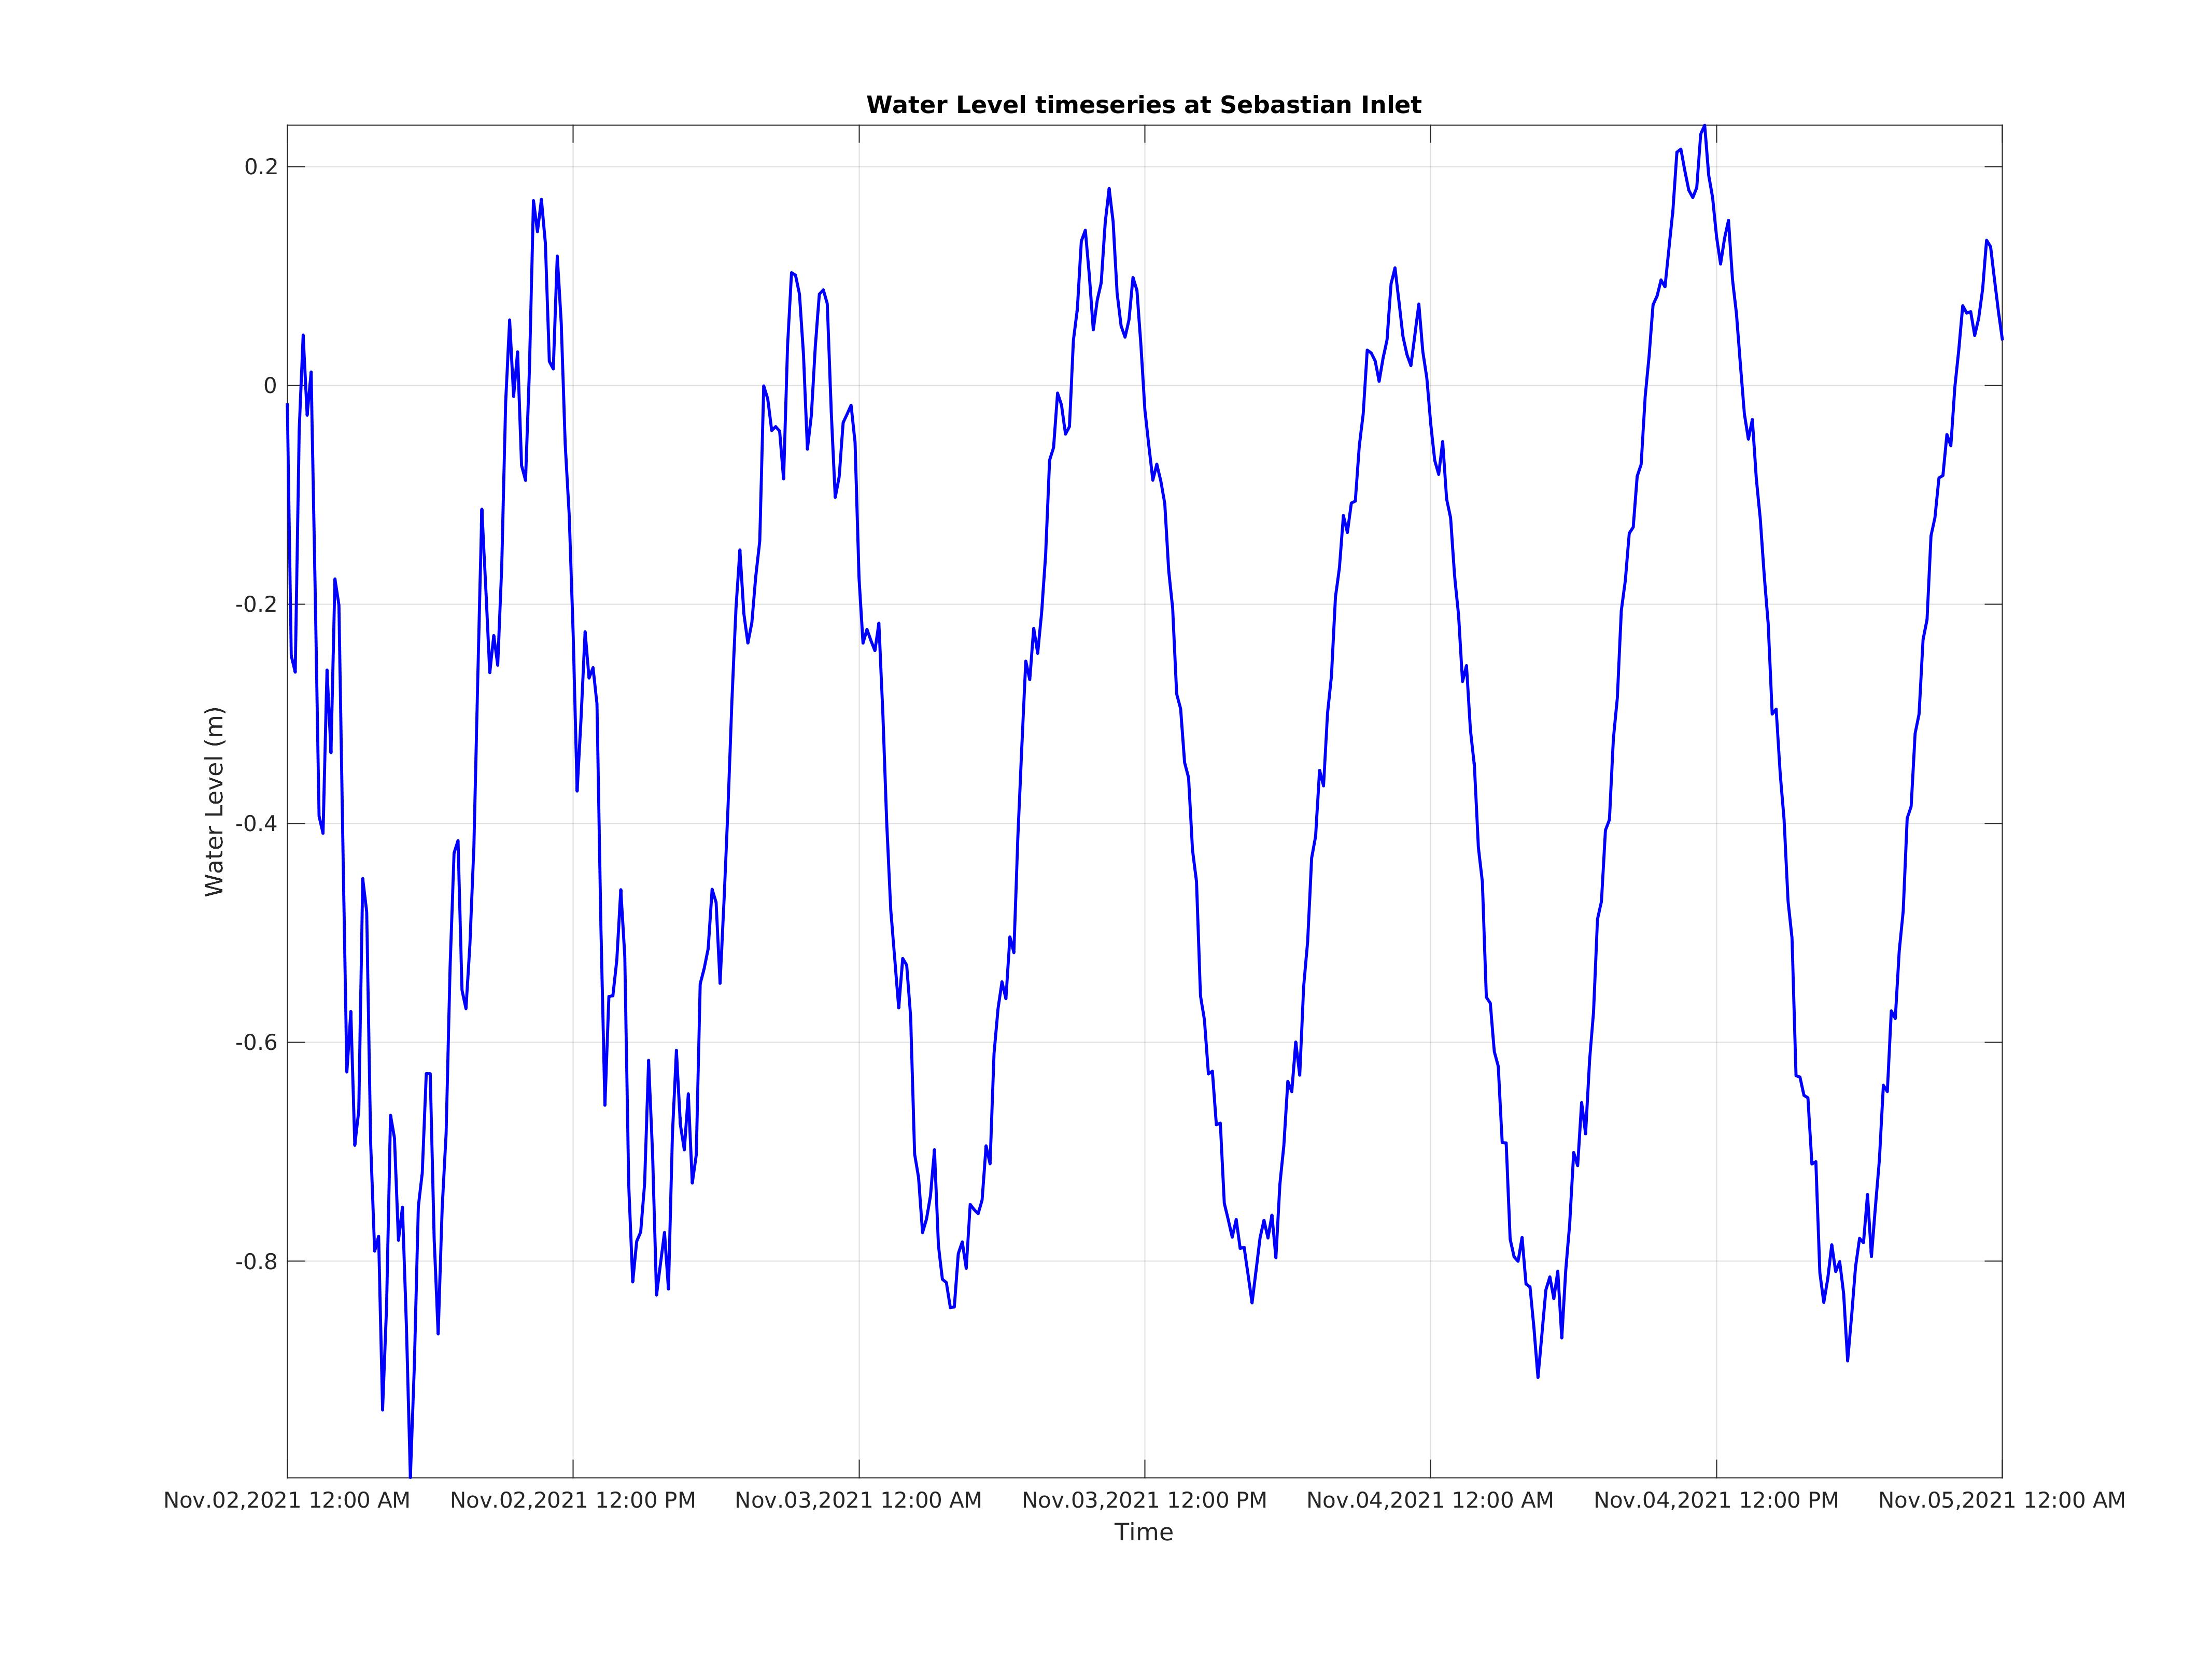 Water Level timeseries at Sebastian Inlet
0.2
0
-0.2
-0.4
-0.6
-0.8
Water Level (m)
Nov.02,2021 12:00 AM Nov.02,2021 12:00 PM Nov.03,2021 12:00 AM Nov.03,2021 12:00 PM Nov.04,2021 12:00 AM Nov.04,2021 12:00 PM Nov.05,2021 12:00 AM
Time